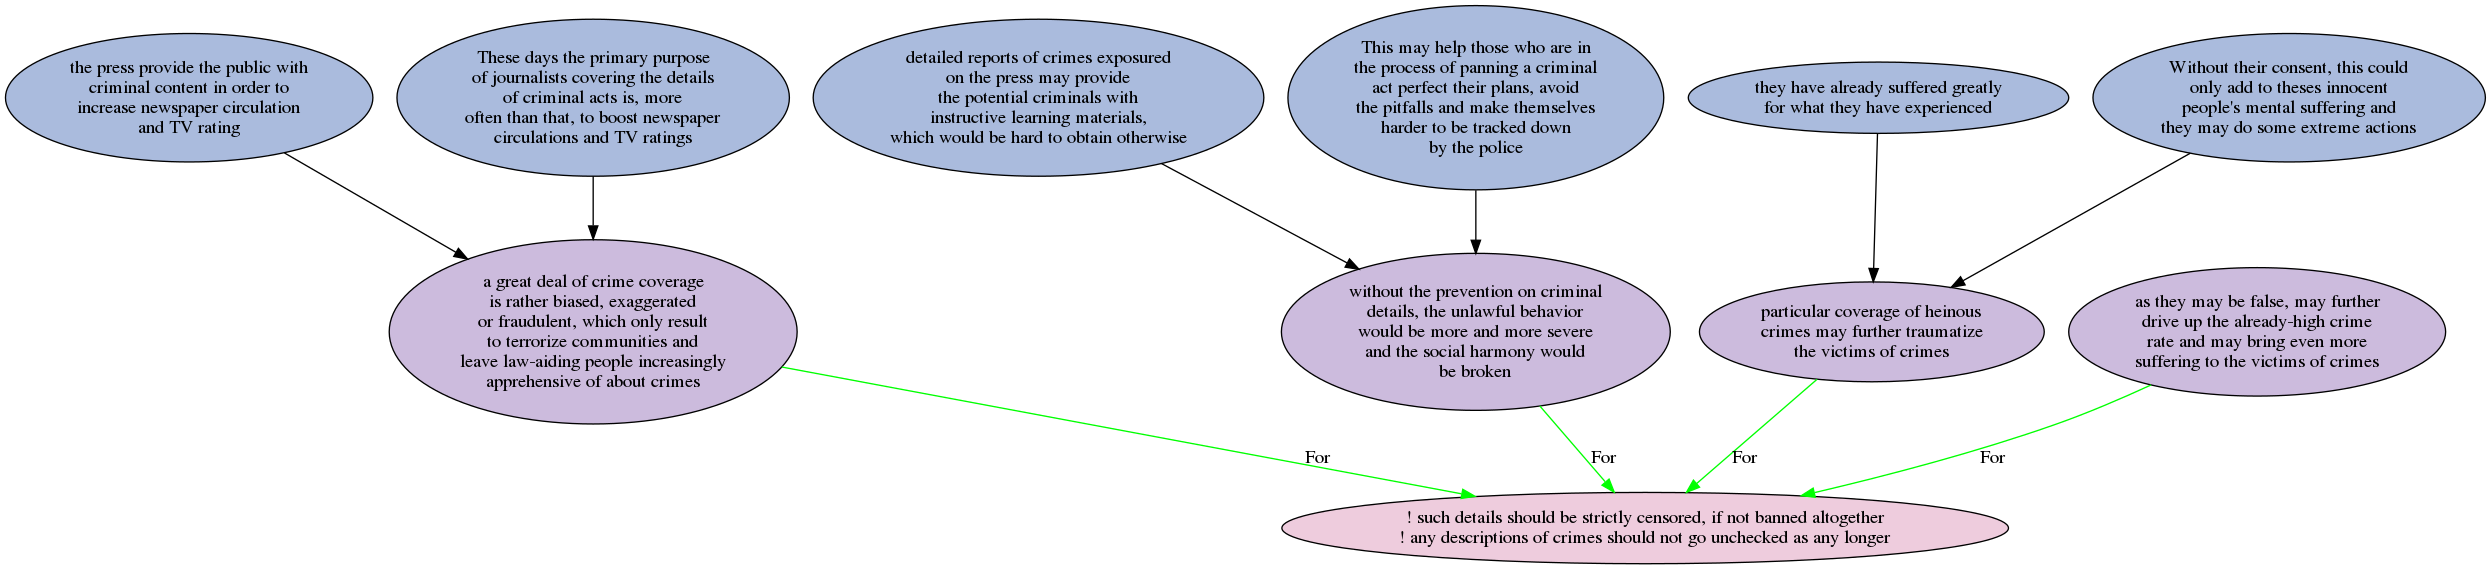 the press provide the public with
criminal content in order to
increase newspaper circulation
and TV rating
These days the primary purpose
of journalists covering the details
of criminal acts is, more
often than that, to boost newspaper
circulations and TV ratings
detailed reports of crimes exposured
on the press may provide
the potential criminals with
instructive learning materials,
which would be hard to obtain otherwise
This may help those who are in
the process of panning a criminal
act perfect their plans, avoid
the pitfalls and make themselves
harder to be tracked down
by the police
they have already suffered greatly
for what they have experienced
Without their consent, this could
only add to theses innocent
people's mental suffering and
they may do some extreme actions
a great deal of crime coverage
is rather biased, exaggerated
or fraudulent, which only result
to terrorize communities and
leave law-aiding people increasingly
apprehensive of about crimes
without the prevention on criminal
details, the unlawful behavior
would be more and more severe
and the social harmony would
be broken
particular coverage of heinous
crimes may further traumatize
the victims of crimes
as they may be false, may further
drive up the already-high crime
rate and may bring even more
suffering to the victims of crimes
For
For
For
For
! such details should be strictly censored, if not banned altogether
! any descriptions of crimes should not go unchecked as any longer